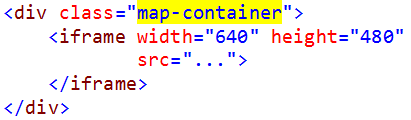 <div class="map-container">
<iframe width="640" height="480"
src="...">
</iframe>
</div>